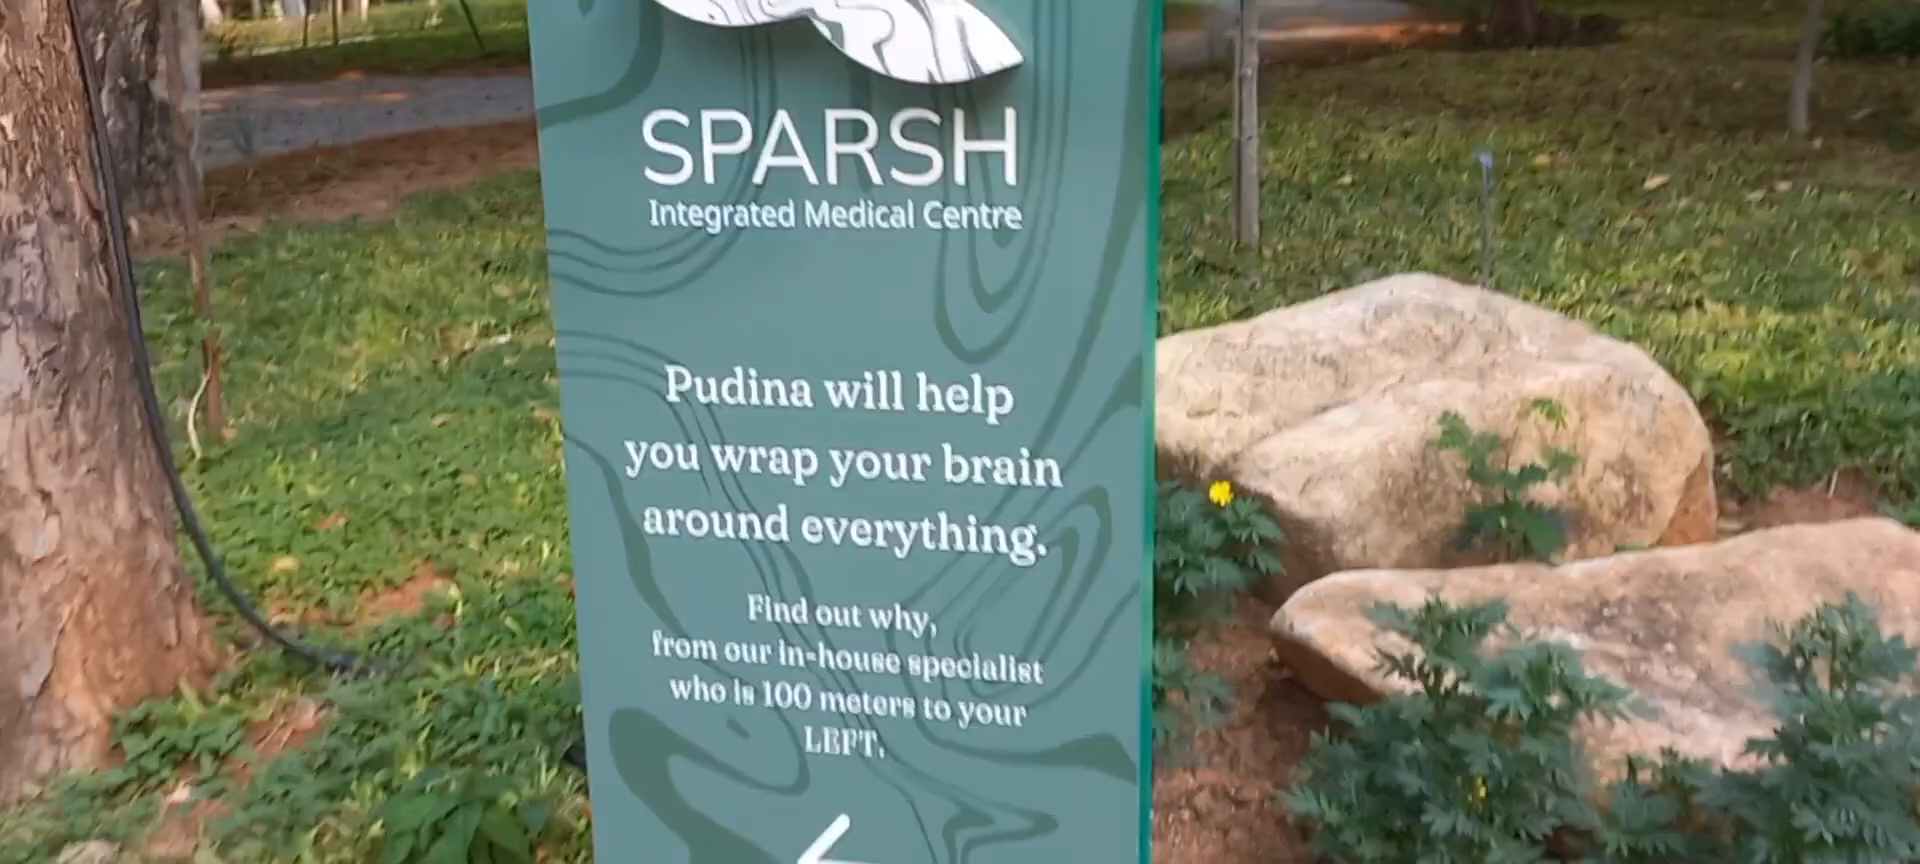 SPARSH
Integrated Medical Centre
Pudina will help
you wrap your brain
around everything.
Find out why,
from our in-house specialist
who is 100 meters to your
LEFT.